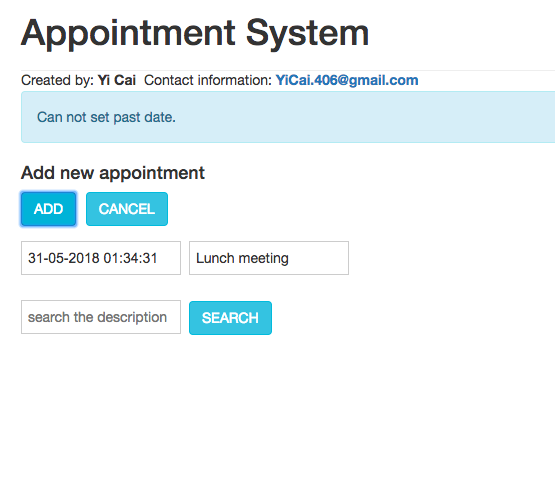 Appointment System
Created by: Yi Cai Contact information: YiCai.406@gmail.com
Can not set past date.
Add new appointment
ADD CANCEL
31-05-2018 01:34:31 Lunch meeting
search the description SEARCH